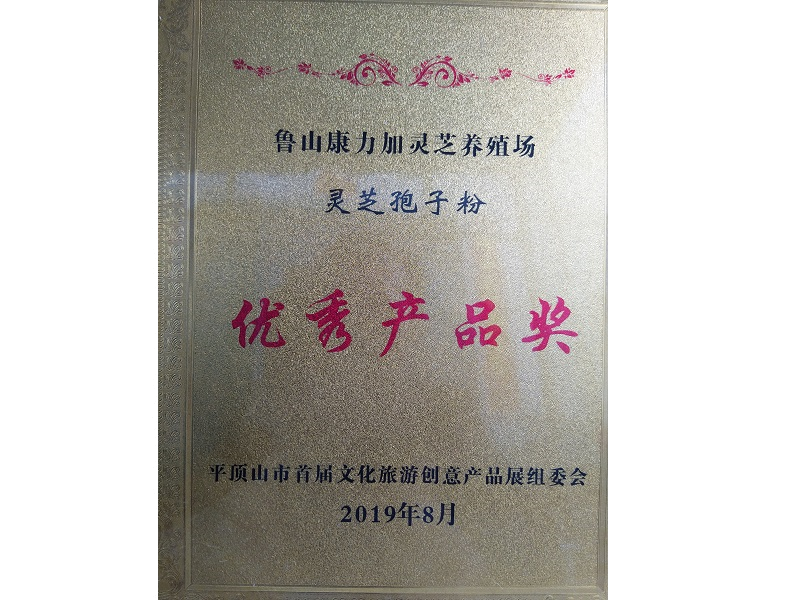 鲁山康力加灵芝养殖场
灵芝孢子粉
优秀产品奖
平顶山市首届文化旅游创意产品展组委会
2019年8月